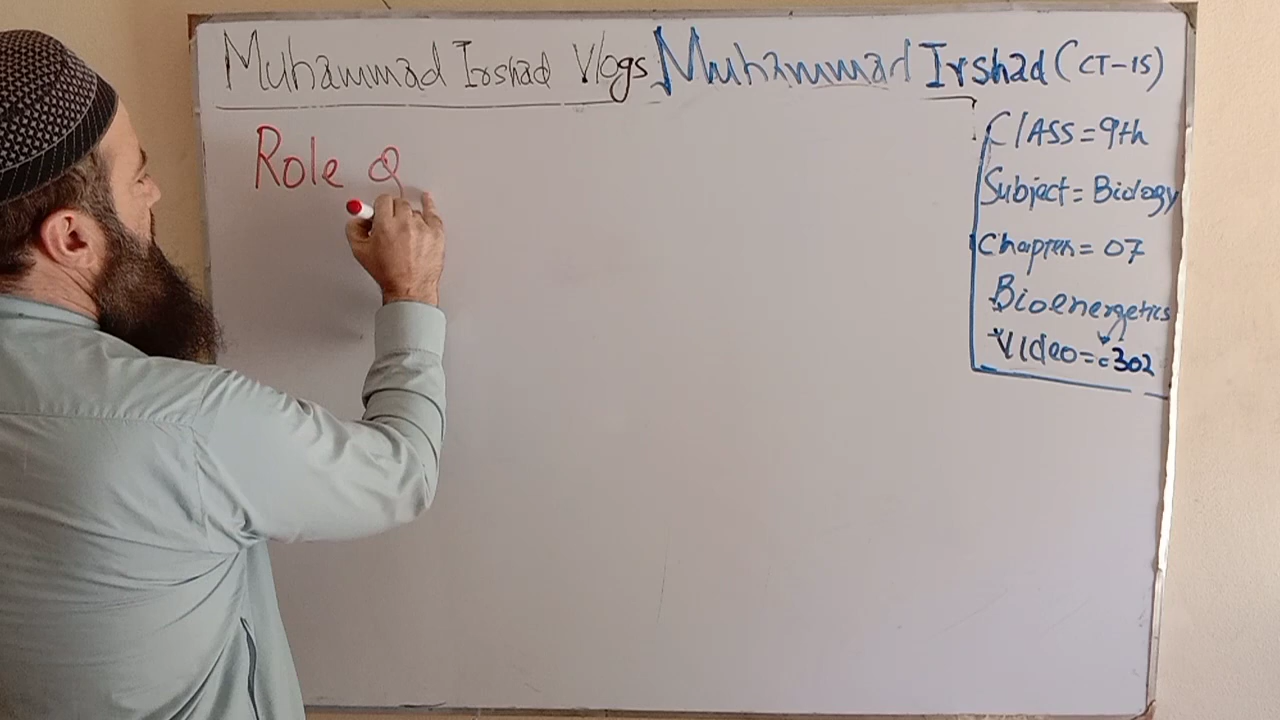 Muhammad Irshad Vlogs Muhammad Irshad (CT-15)
Role o
CLASS = 9th
Subject = Biology
Chapter = 07
Bioenergetics
Video = 302